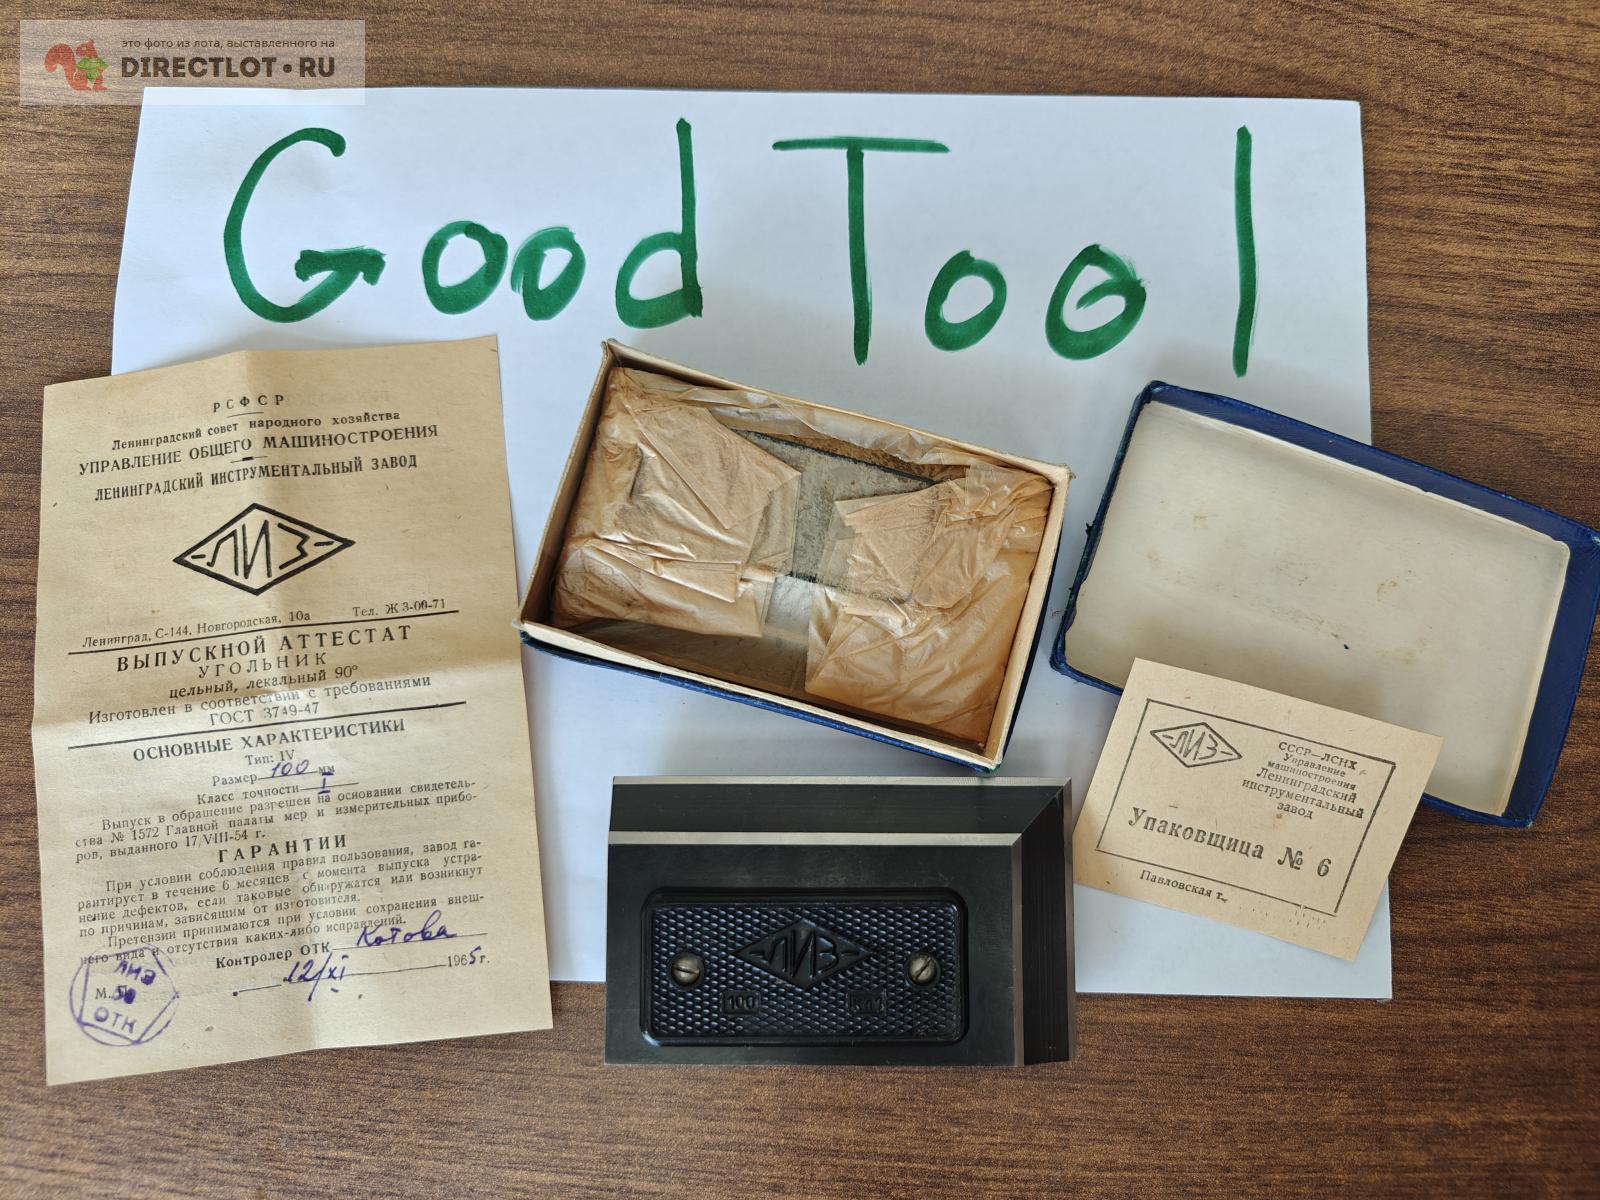 это фото из лота, выставленного на
DIRECTLOT•RU
Good Tool
РСФСР
Ленинградский совет народного хозяйства
УПРАВЛЕНИЕ ОБЩЕГО МАШИНОСТРОЕНИЯ
ЛЕНИНГРАДСКИЙ ИНСТРУМЕНТАЛЬНЫЙ ЗАВОД
-ЛИЗ-
Ленинград, С-144, Новгородская, 10а Тел. Ж 3-00-71
ВЫПУСКНОЙ АТТЕСТАТ
УГОЛЬНИК
цельный, лекальный 90°
Изготовлен в соответствии с требованиями
ГОСТ 3749-47
ОСНОВНЫЕ ХАРАКТЕРИСТИКИ
Тип: IV
Размер 100 мм
Класс точности I
Выпуск в обращение разрешен на основании свидетель-
ства № 1572 Главной палаты мер и измерительных прибо-
ров, выданного 17/VIII-54 г.
ГАРАНТИИ
При условии соблюдения правил пользования, завод га-
рантирует в течение 6 месяцев с момента выпуска устра-
нение дефектов, если таковые обнаружатся или возникнут
по причинам, зависящим от изготовителя.
Претензии принимаются при условии сохранения внеш-
него вида и отсутствия каких-либо исправлений.
Контролер ОТК Котова
12/XI 1965 г.
М. П.
ЛИЗ
50
ОТК
-ЛИЗ-
100 кл1
-ЛИЗ-
СССР—ЛСНХ
Управление
машиностроения
Ленинградский
инструментальный
завод
Упаковщица № 6
Павловская т.